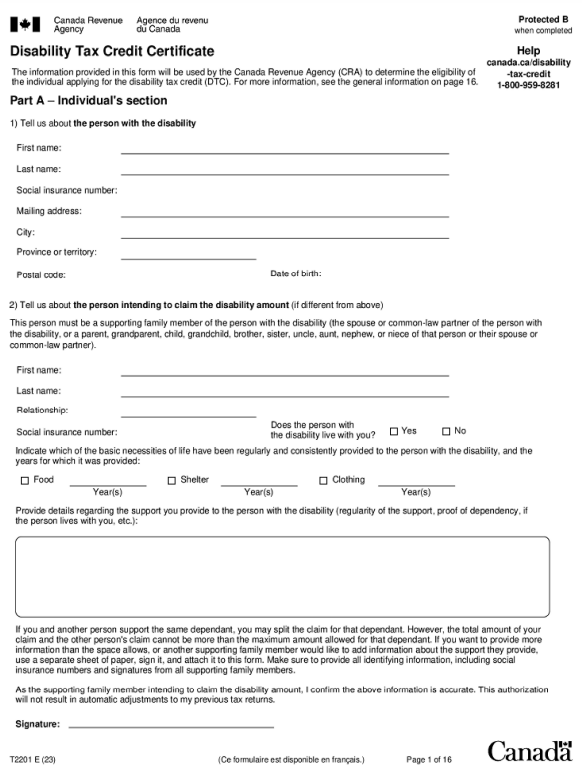 Canada Revenue Agency
Agence du revenu du Canada
Protected B
when completed
Disability Tax Credit Certificate
Help
canada.ca/disability
-tax-credit
1-800-959-8281
The information provided in this form will be used by the Canada Revenue Agency (CRA) to determine the eligibility of
the individual applying for the disability tax credit (DTC). For more information, see the general information on page 16.
Part A – Individual's section
1) Tell us about the person with the disability
First name:
Last name:
Social insurance number:
Mailing address:
City:
Province or territory:
Postal code: Date of birth:
2) Tell us about the person intending to claim the disability amount (if different from above)
This person must be a supporting family member of the person with the disability (the spouse or common-law partner of the person with
the disability, or a parent, grandparent, child, grandchild, brother, sister, uncle, aunt, nephew, or niece of that person or their spouse or
common-law partner).
First name:
Last name:
Relationship:
Social insurance number:
Does the person with
the disability live with you?
Yes No
Indicate which of the basic necessities of life have been regularly and consistently provided to the person with the disability, and the
years for which it was provided:
Food Shelter Clothing
Year(s) Year(s) Year(s)
Provide details regarding the support you provide to the person with the disability (regularity of the support, proof of dependency, if
the person lives with you, etc.):
If you and another person support the same dependant, you may split the claim for that dependant. However, the total amount of your
claim and the other person's claim cannot be more than the maximum amount allowed for that dependant. If you want to provide more
information than the space allows, or another supporting family member would like to add information about the support they provide,
use a separate sheet of paper, sign it, and attach it to this form. Make sure to provide all identifying information, including social
insurance numbers and signatures from all supporting family members.
As the supporting family member intending to claim the disability amount, I confirm the above information is accurate. This authorization
will not result in automatic adjustments to my previous tax returns.
Signature:
T2201 E (23) (Ce formulaire est disponible en français.) Page 1 of 16
Canada